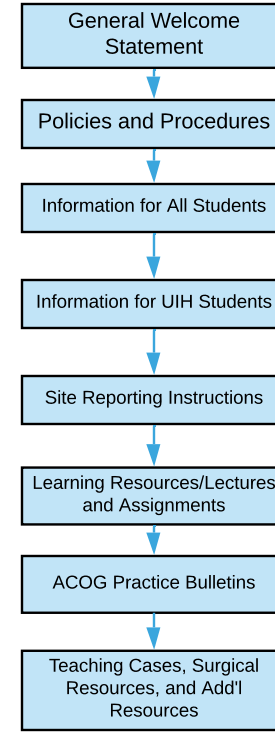 General Welcome
Statement
Policies and Procedures
Information for All Students
Information for UIH Students
Site Reporting Instructions
Learning Resources/Lectures
and Assignments
ACOG Practice Bulletins
Teaching Cases, Surgical
Resources, and Add'l
Resources